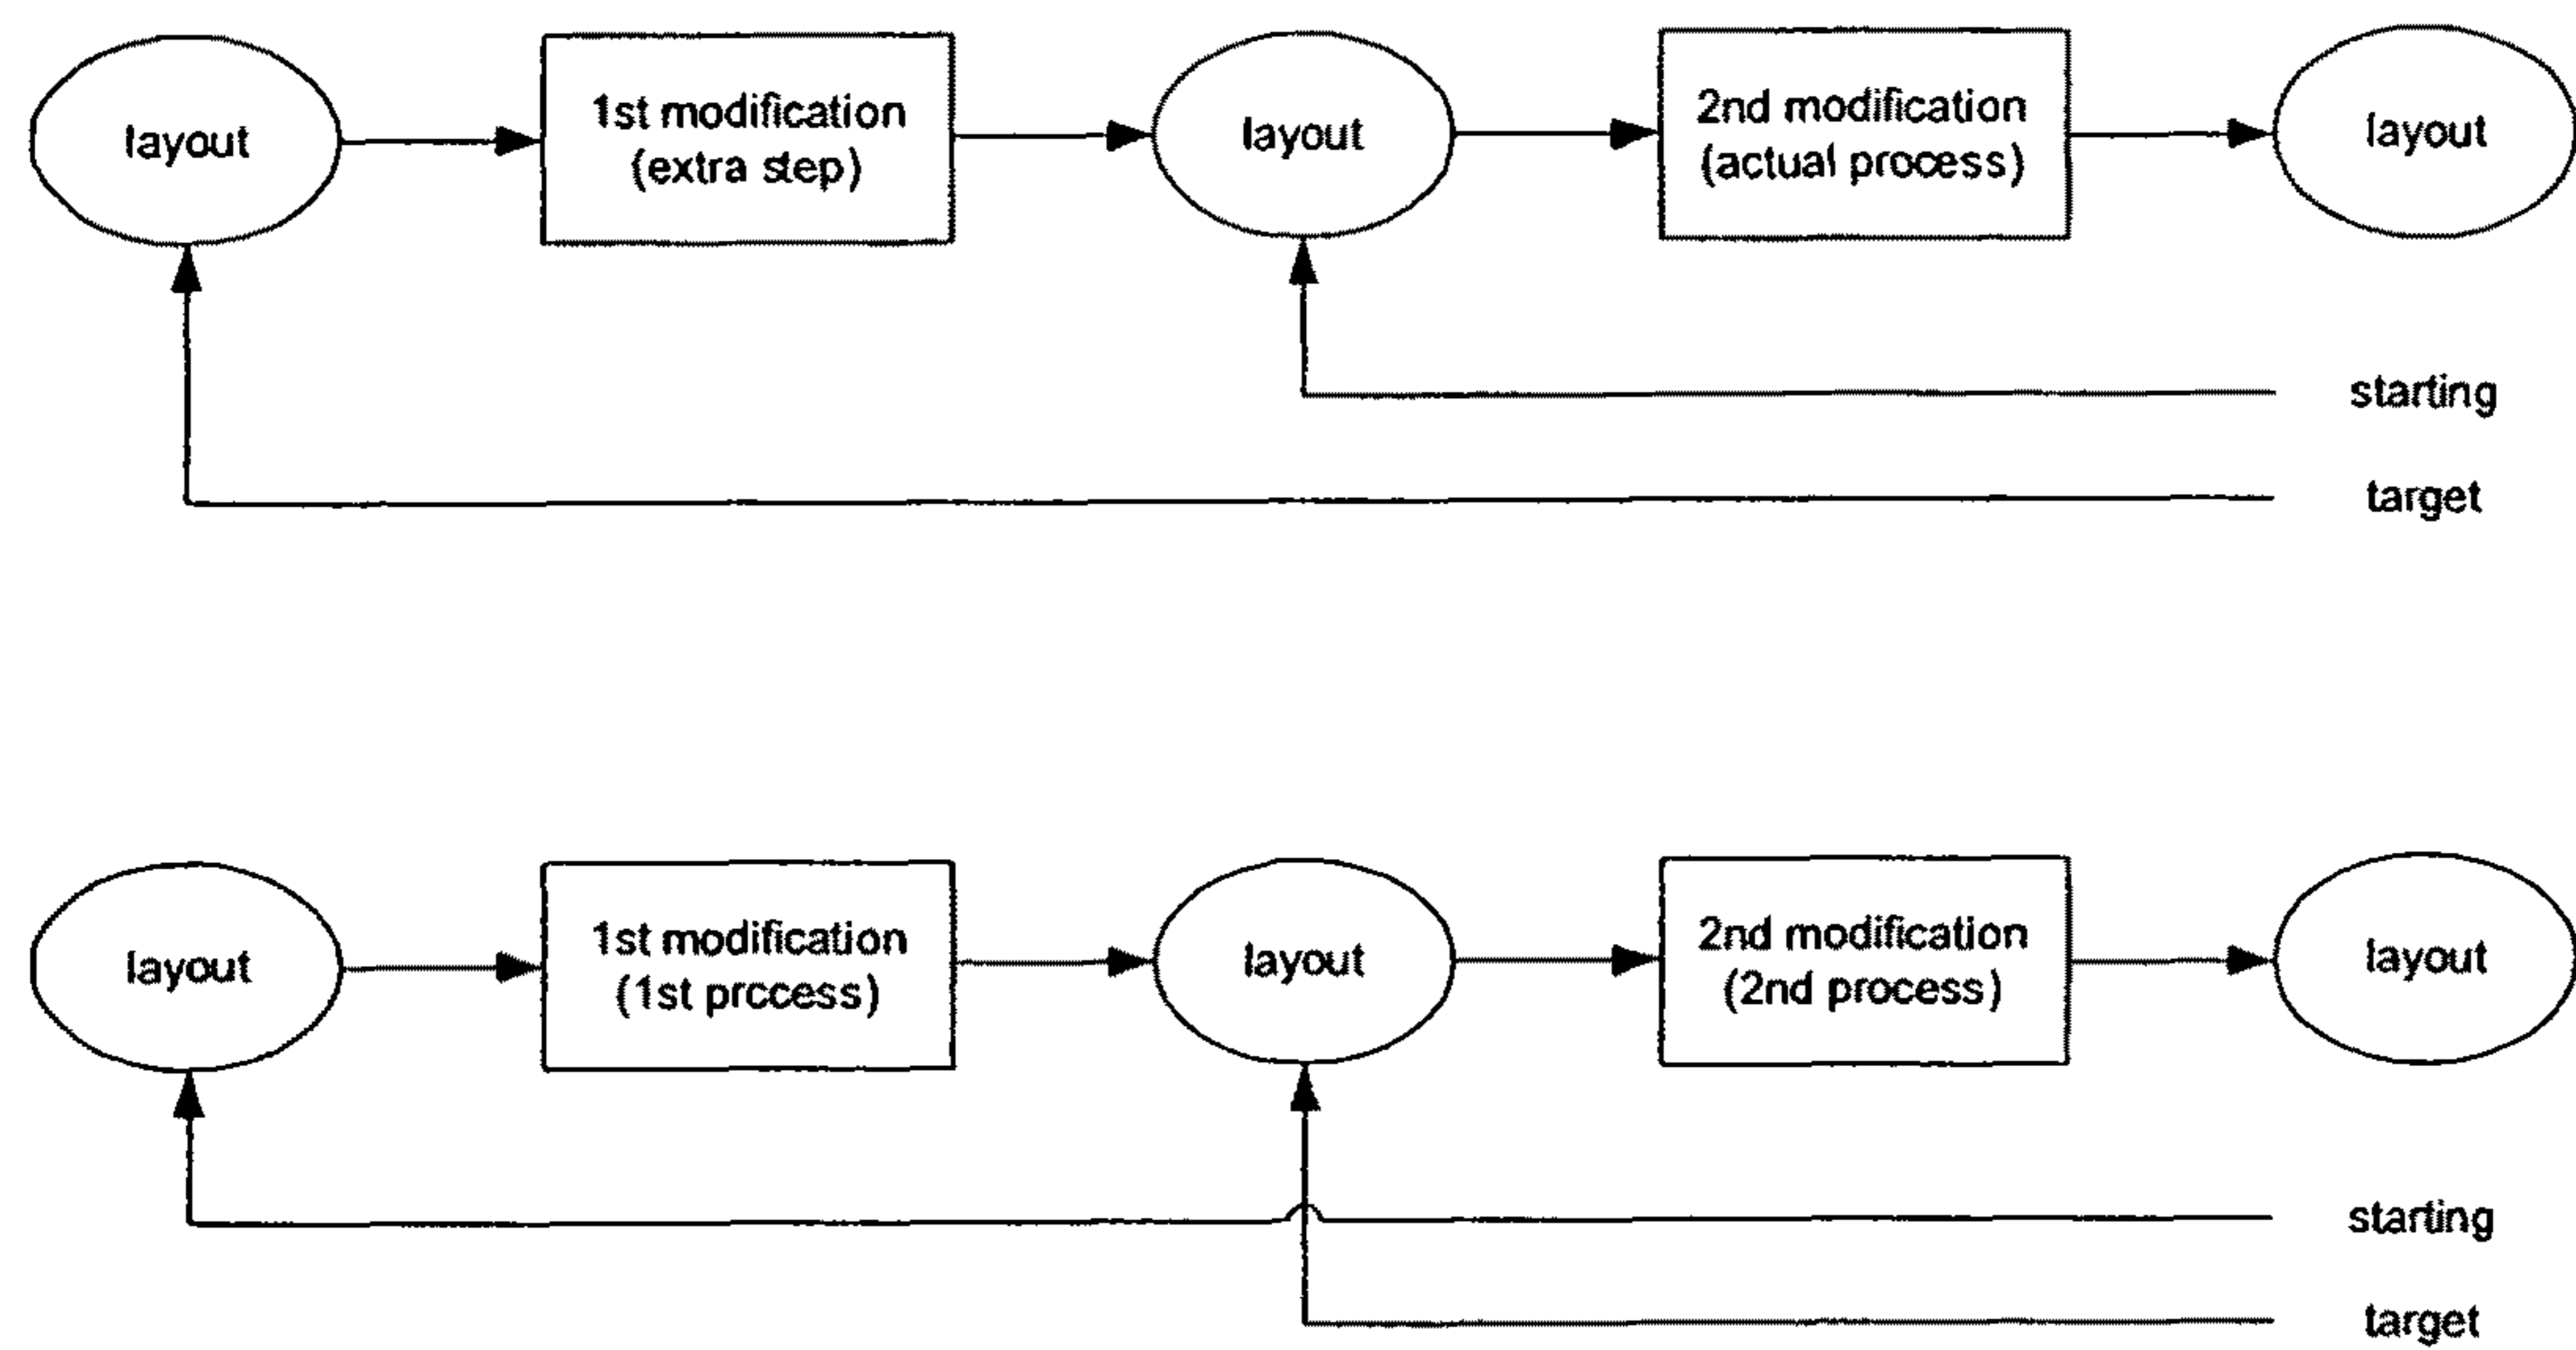 layout
1st modification
(extra step)
layout
2nd modification
(actual process)
layout
starting
target
layout
1st modification
(1st prccess)
layout
2nd modification
(2nd process)
layout
starting
target